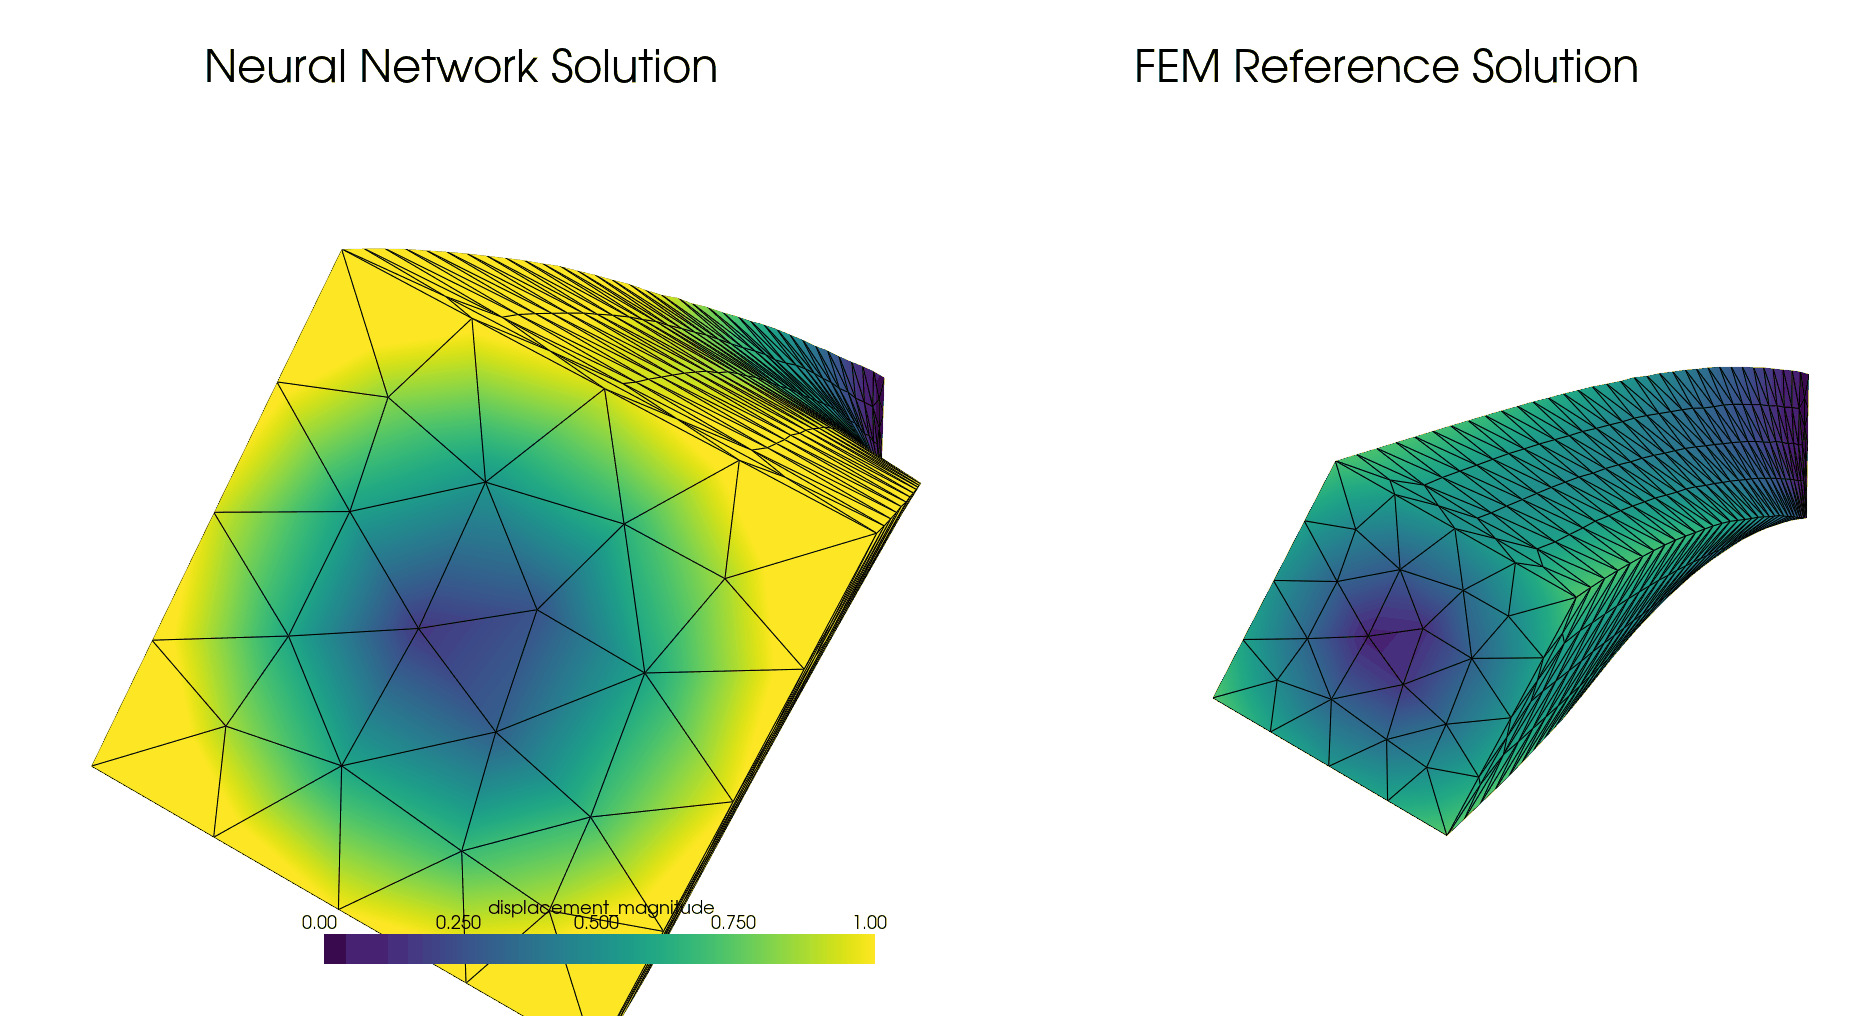 Neural Network Solution
FEM Reference Solution
displacement_magnitude
0.00 0.250 0.500 0.750 1.00